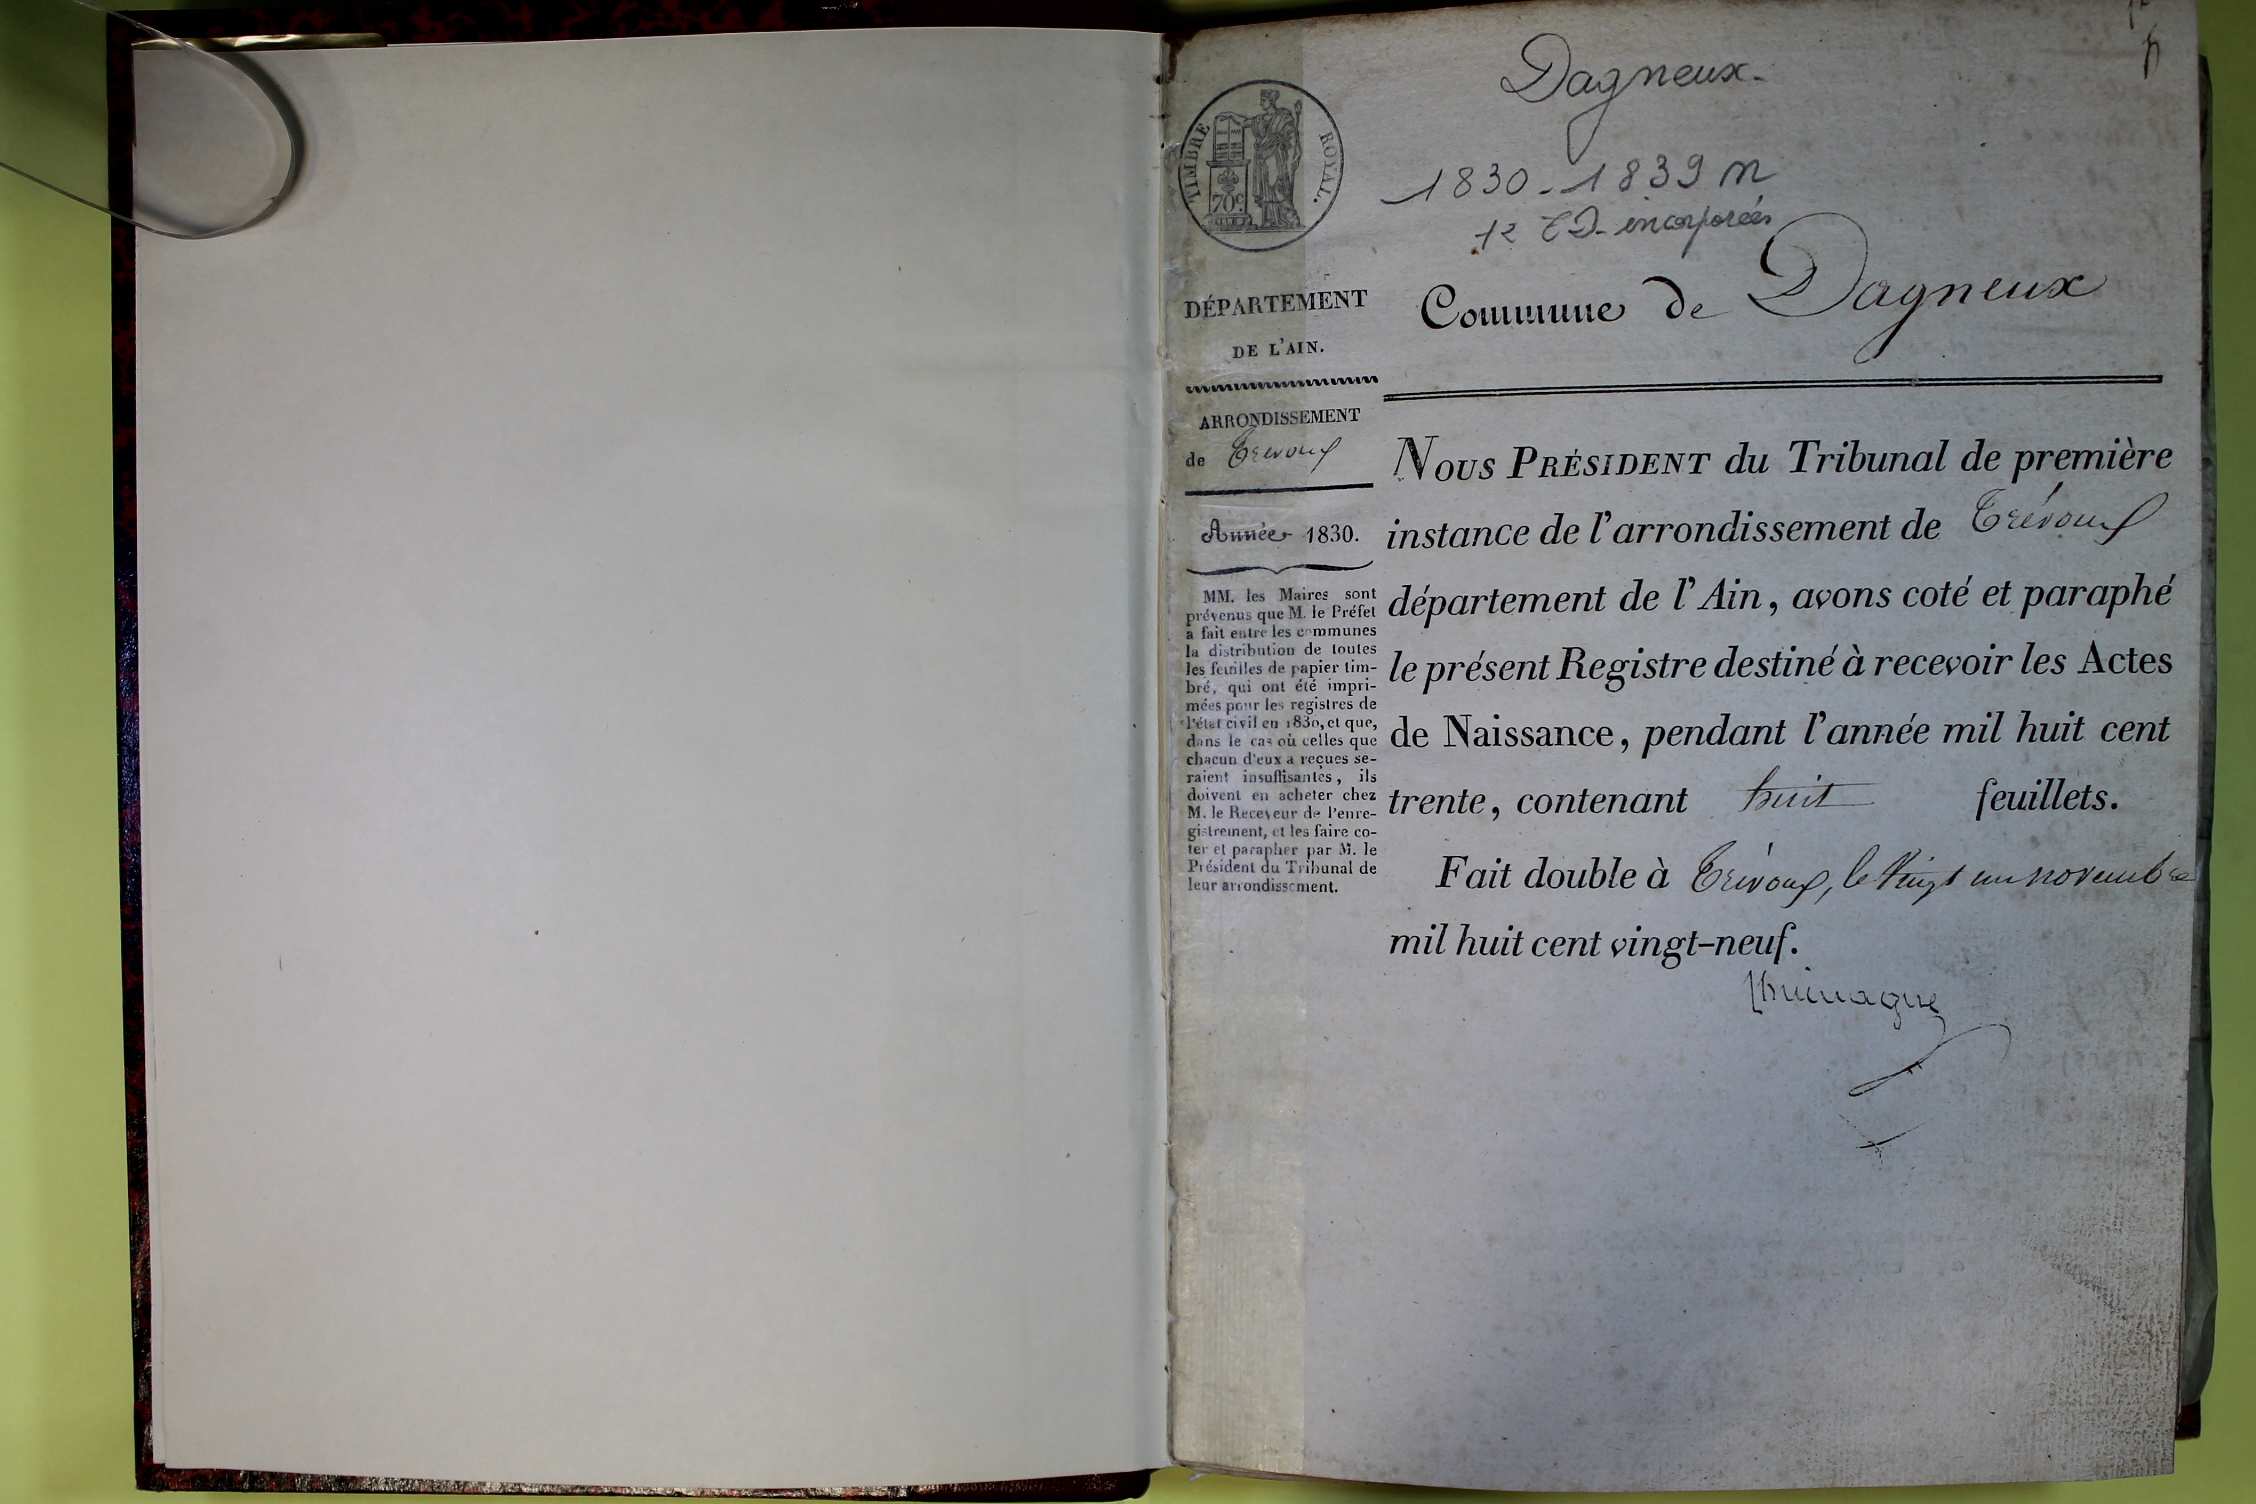 Dagneux.
1830-1839 N
TD incorporées
TIMBRE ROYAL.
70c.
DÉPARTEMENT
DE L'AIN.
ARRONDISSEMENT
de Trevoux
Année 1830.
MM. les Maires sont
prévenus que M. le Préfet
a fait entre les communes
la distribution de toutes
les feuilles de papier tim-
bré, qui ont été impri-
mées pour les registres de
l'état civil en 1830, et que,
dans le cas où celles que
chacun d'eux a reçues se-
raient insuffisantes, ils
doivent en acheter chez
M. le Receveur de l'enre-
gistrement, et les faire co-
ter et parapher par M. le
Président du Tribunal de
leur arrondissement.
Commune de Dagneux
NOUS PRÉSIDENT du Tribunal de première
instance de l'arrondissement de Trévoux
département de l'Ain, avons coté et paraphé
le présent Registre destiné à recevoir les Actes
de Naissance, pendant l'année mil huit cent
trente, contenant huit feuillets.
Fait double à Trévoux, le Vingt un novembre
mil huit cent vingt-neuf.